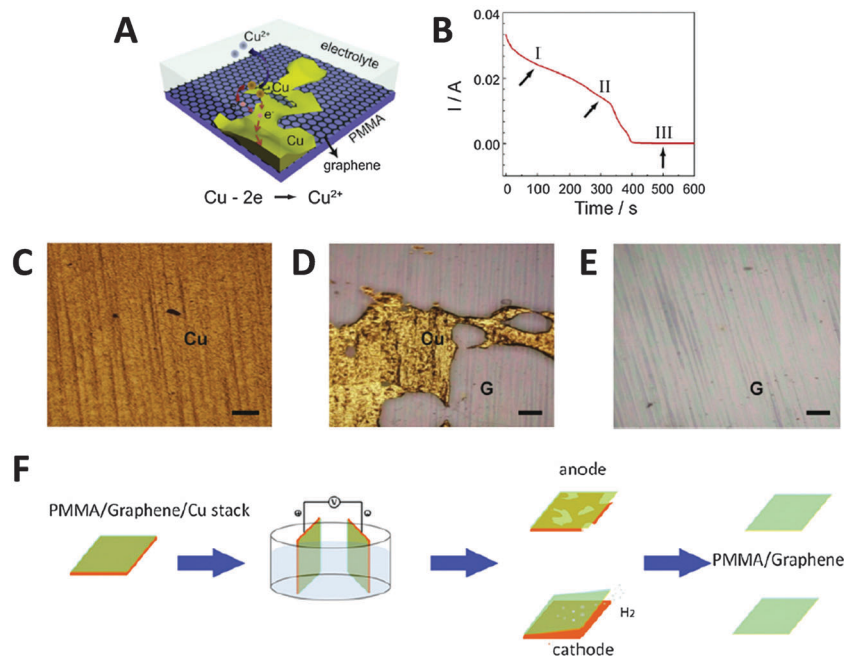 A
Cu²⁺
electrolyte
Cu
e⁻
Cu
PMMA
graphene
Cu - 2e → Cu²⁺
B
I / A
0.04
0.02
0.00
I
II
III
0 100 200 300 400 500 600
Time / s
C
Cu
D
Cu
G
E
G
F
PMMA/Graphene/Cu stack
V
anode
PMMA/Graphene
H₂
cathode